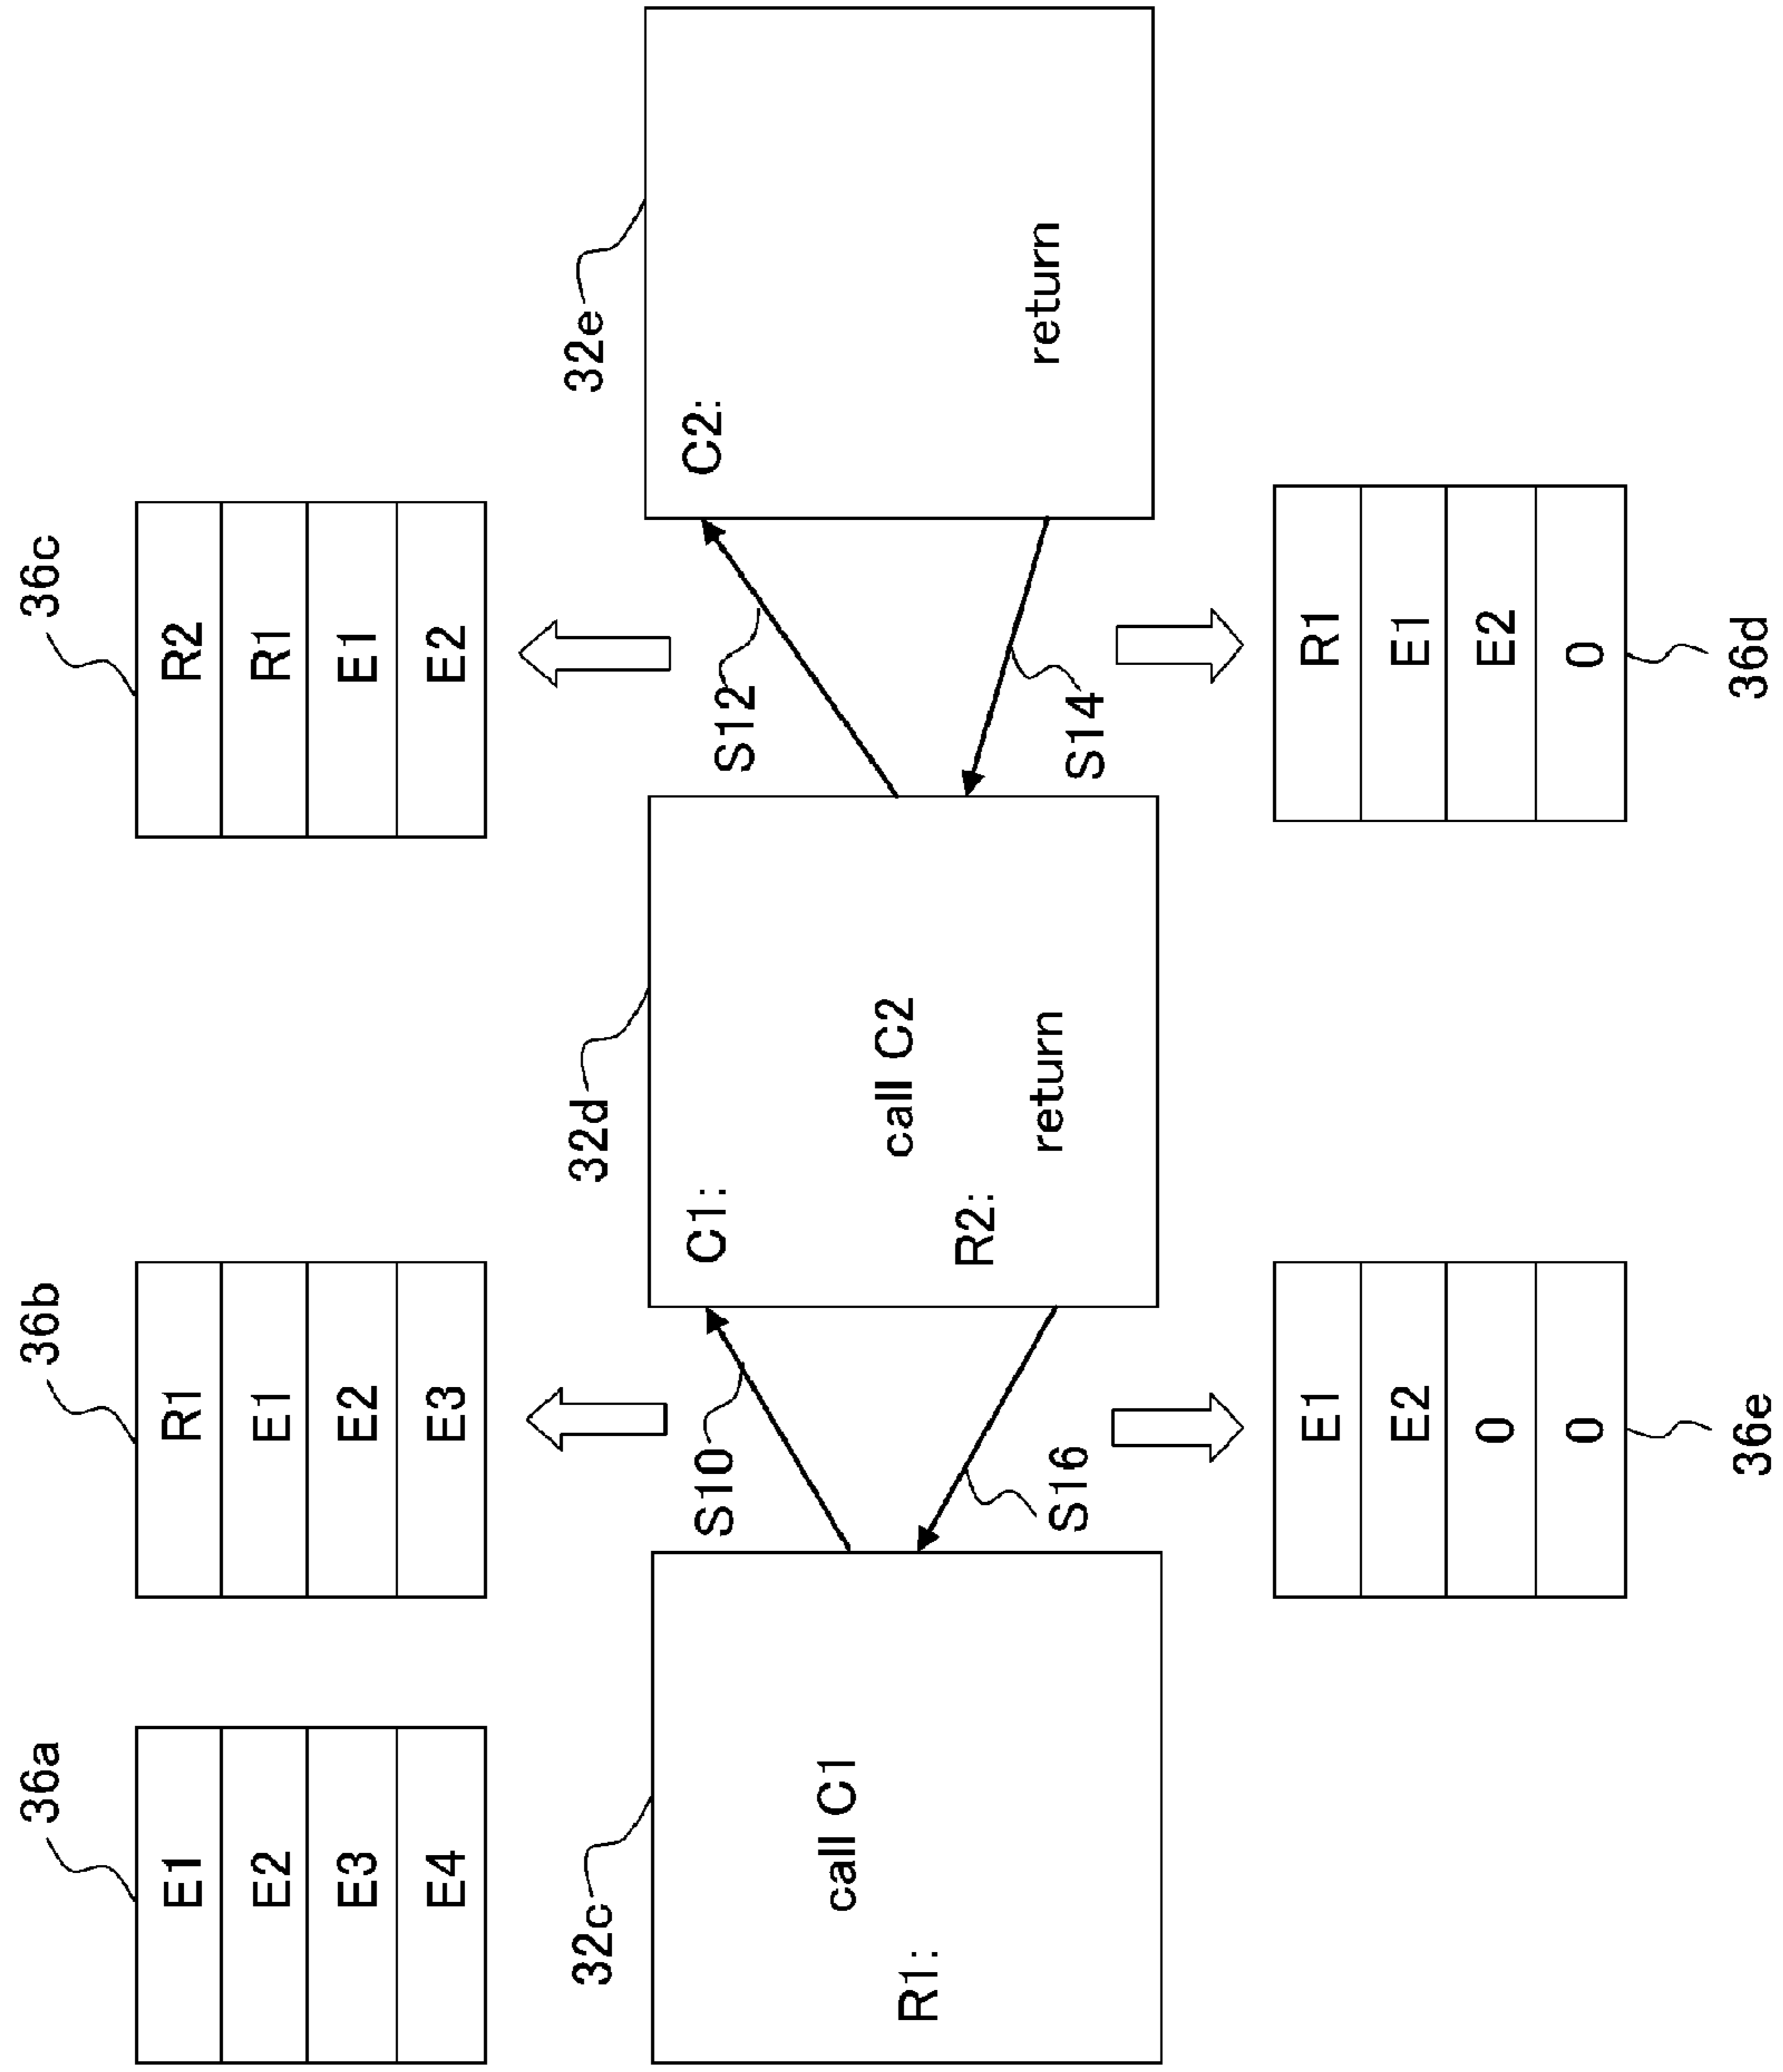 36a
E1
E2
E3
E4
36b
R1
E1
E2
E3
36c
R2
R1
E1
E2
32c
call C1
R1:
S10
S16
32d
C1:
call C2
R2:
return
S12
S14
32e
C2:
return
E1
E2
0
0
36e
R1
E1
E2
0
36d